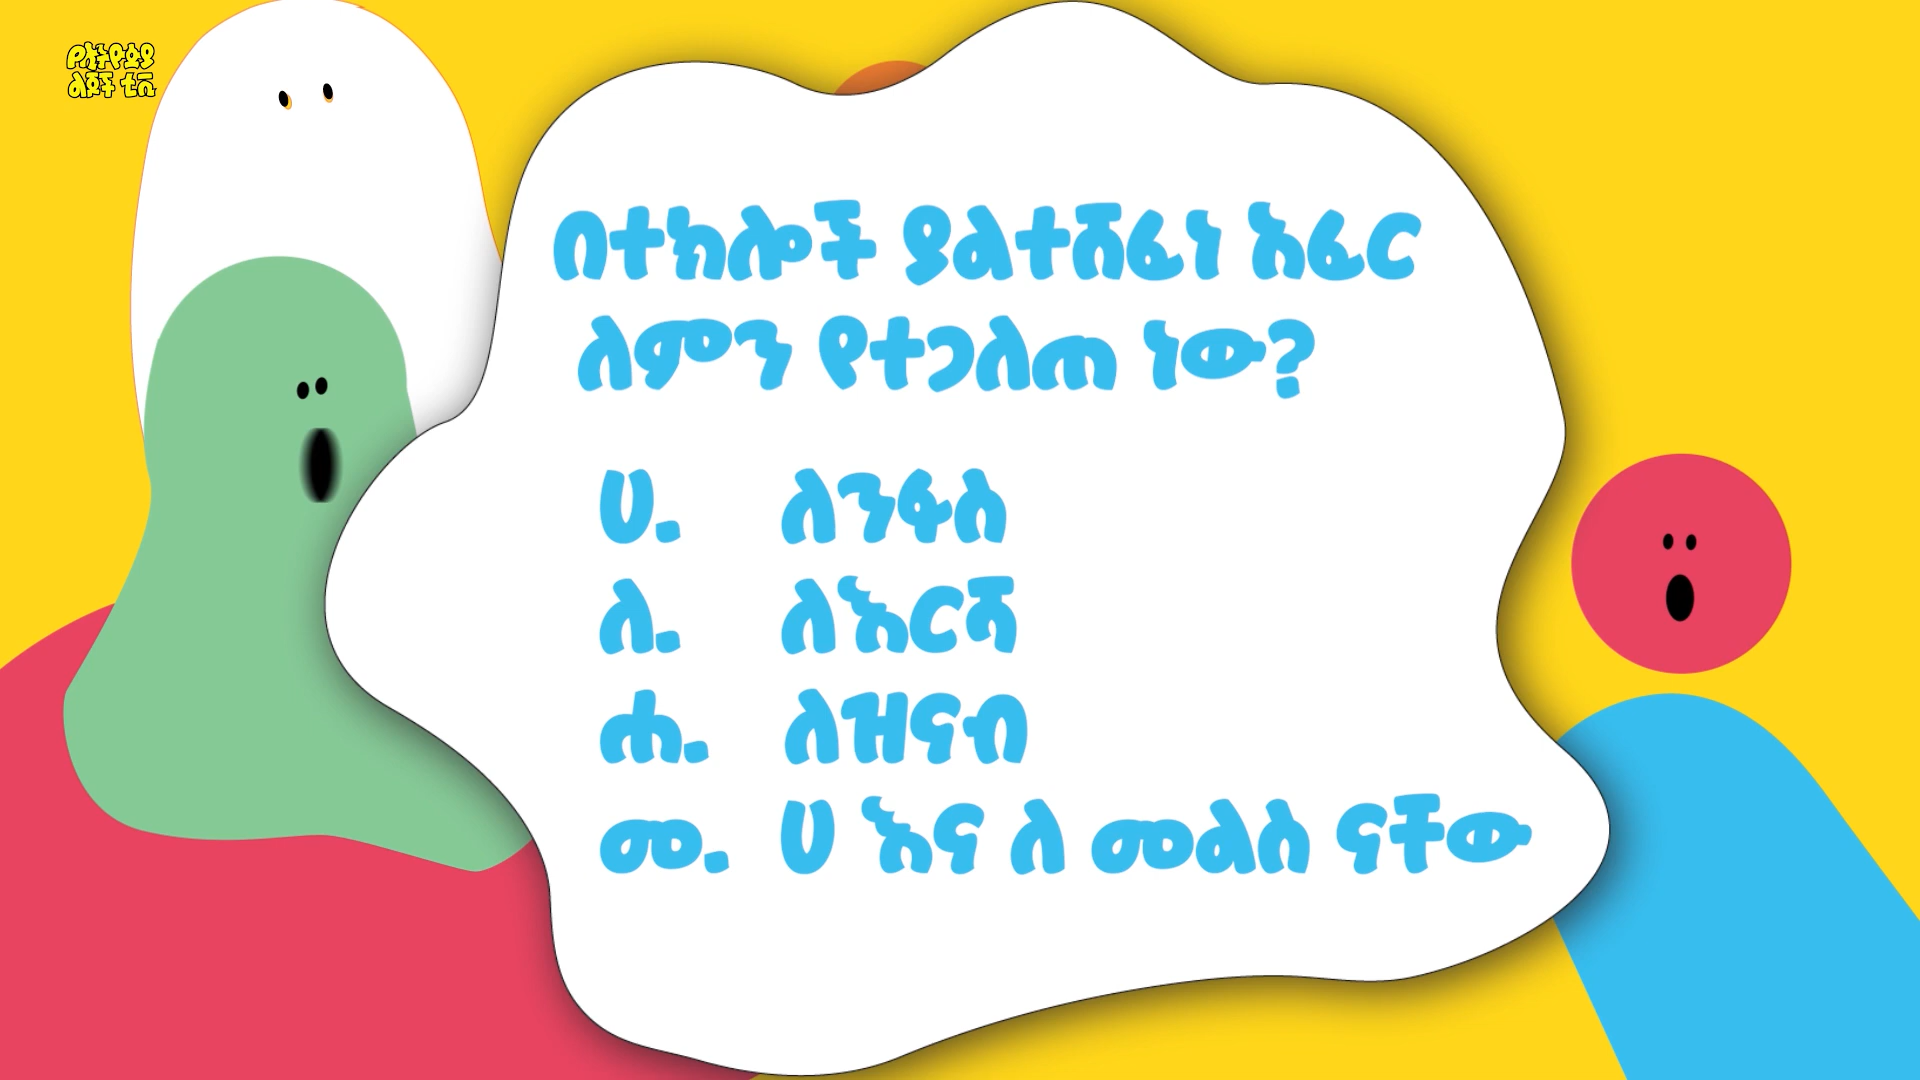 የኢትዮጵያ
ልጆች ቲቪ
በተክሎች ያልተሸፈነ አፈር
ለምን የተጋለጠ ነው?
ሀ. ለንፋስ
ለ. ለእርሻ
ሐ. ለዝናብ
መ. ሀ እና ለ መልስ ናቸው